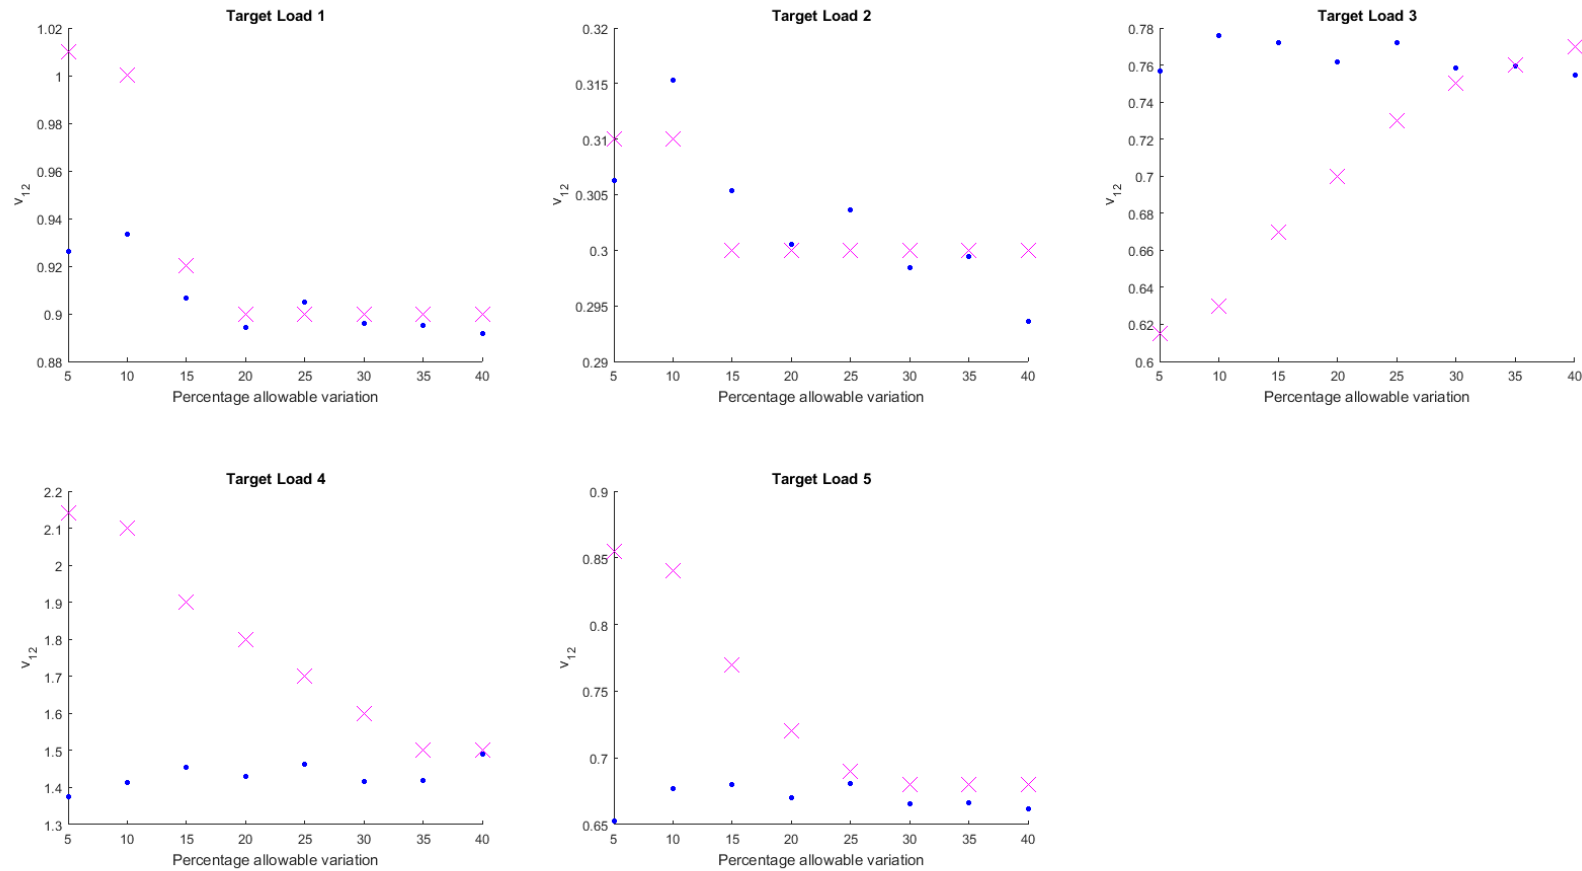 Target Load 1
1.02
1
0.98
0.96
0.94
0.92
0.9
0.88
v12
5 10 15 20 25 30 35 40
Percentage allowable variation
Target Load 2
0.32
0.315
0.31
0.305
0.3
0.295
0.29
v12
5 10 15 20 25 30 35 40
Percentage allowable variation
Target Load 3
0.78
0.76
0.74
0.72
0.7
0.68
0.66
0.64
0.62
0.6
v12
5 10 15 20 25 30 35 40
Percentage allowable variation
Target Load 4
2.2
2.1
2
1.9
1.8
1.7
1.6
1.5
1.4
1.3
v12
5 10 15 20 25 30 35 40
Percentage allowable variation
Target Load 5
0.9
0.85
0.8
0.75
0.7
0.65
v12
5 10 15 20 25 30 35 40
Percentage allowable variation